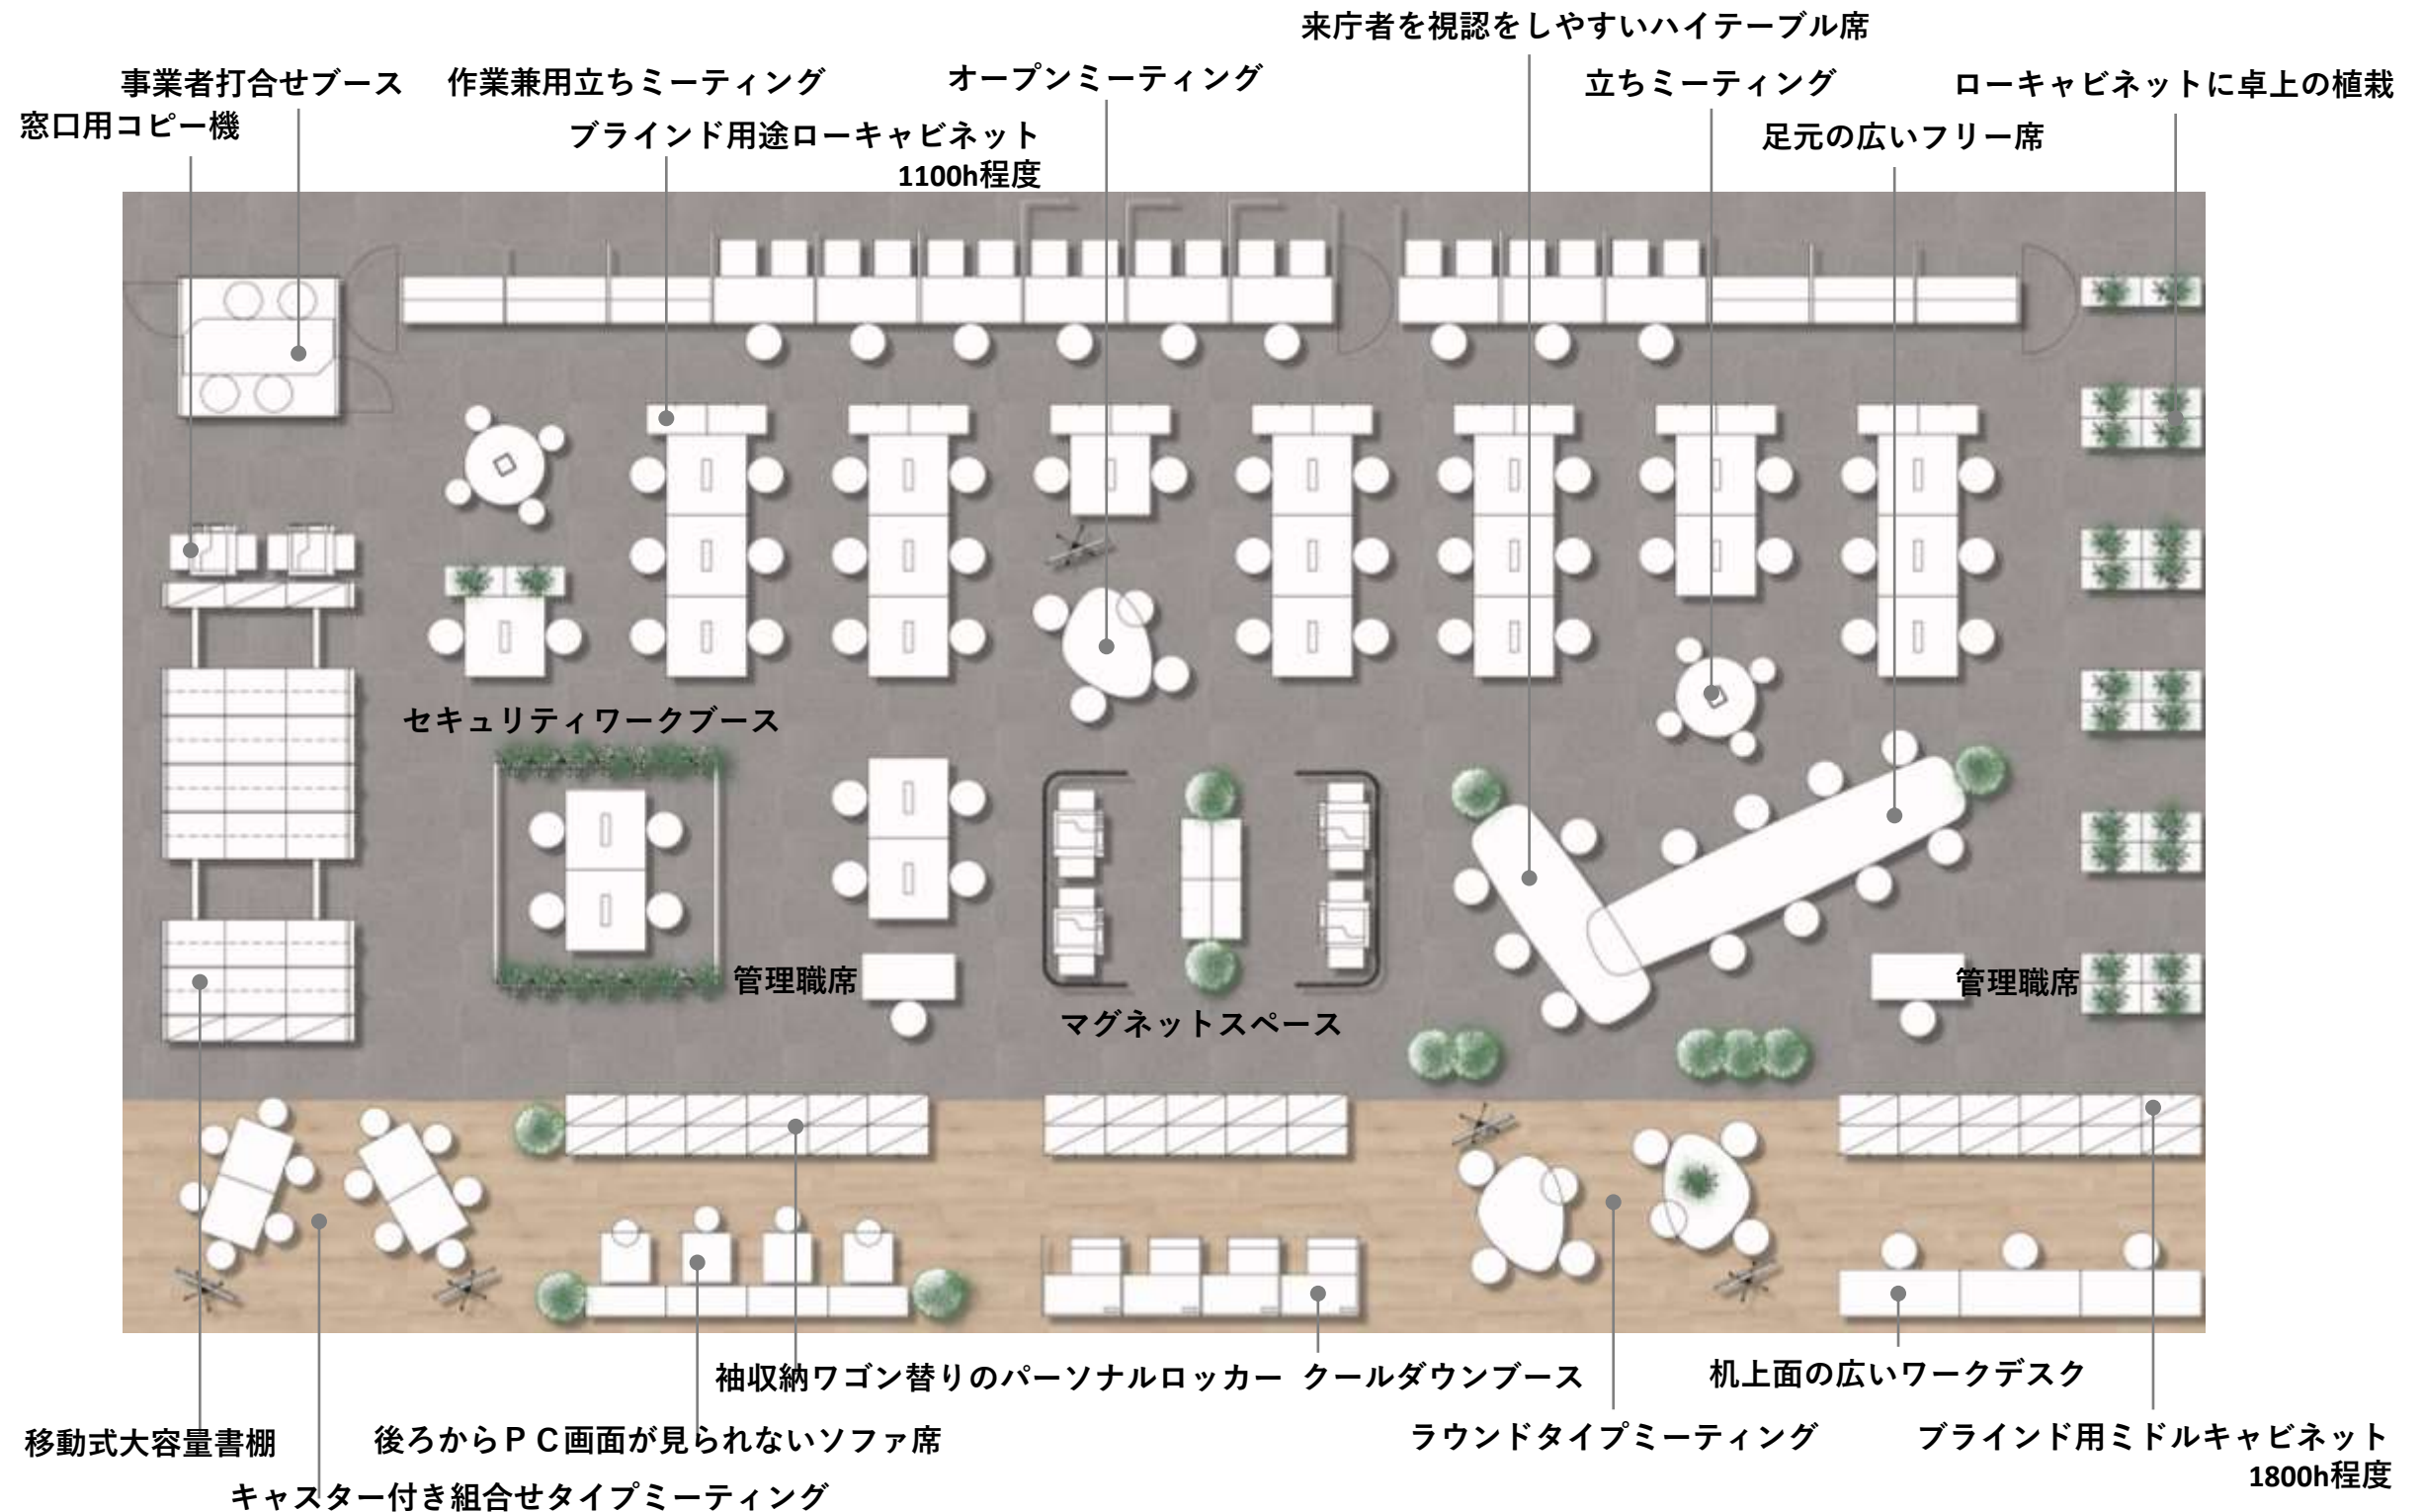 来庁者を視認をしやすいハイテーブル席
事業者打合せブース
作業兼用立ちミーティング
オープンミーティング
立ちミーティング
ローキャビネットに卓上の植栽
窓口用コピー機
ブラインド用途ローキャビネット
1100h程度
足元の広いフリー席
セキュリティワークブース
管理職席
マグネットスペース
管理職席
袖収納ワゴン替りのパーソナルロッカー
クールダウンブース
机上面の広いワークデスク
移動式大容量書棚
後ろからＰＣ画面が見られないソファ席
ラウンドタイプミーティング
ブラインド用ミドルキャビネット
1800h程度
キャスター付き組合せタイプミーティング